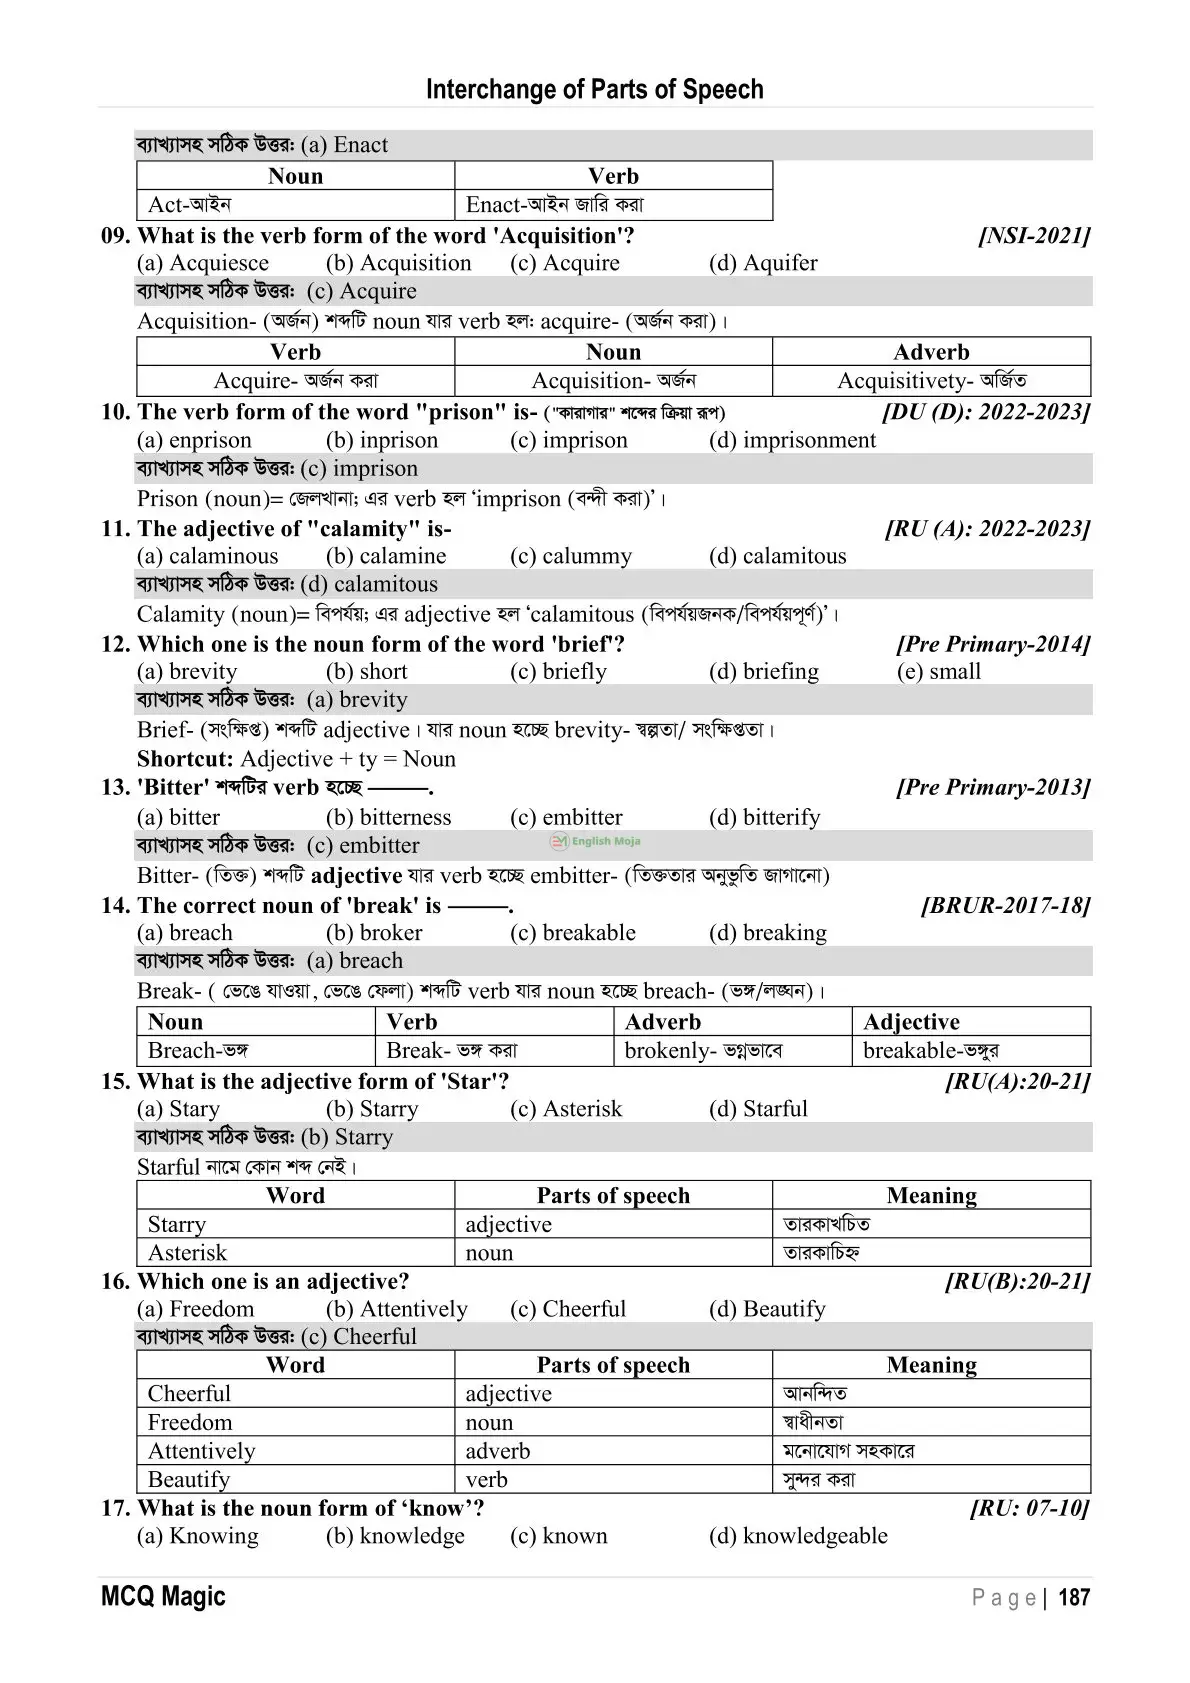 Interchange of Parts of Speech
ব্যাখ্যাসহ সঠিক উত্তর: (a) Enact
Noun Verb
Act-আইন Enact-আইন জারি করা
09. What is the verb form of the word 'Acquisition'? [NSI-2021]
(a) Acquiesce (b) Acquisition (c) Acquire (d) Aquifer
ব্যাখ্যাসহ সঠিক উত্তর: (c) Acquire
Acquisition- (অর্জন) শব্দটি noun যার verb হল: acquire- (অর্জন করা)।
Verb Noun Adverb
Acquire- অর্জন করা Acquisition- অর্জন Acquisitivety- অর্জিত
10. The verb form of the word "prison" is- ("কারাগার" শব্দের ক্রিয়া রূপ) [DU (D): 2022-2023]
(a) enprison (b) inprison (c) imprison (d) imprisonment
ব্যাখ্যাসহ সঠিক উত্তর: (c) imprison
Prison (noun)= জেলখানা; এর verb হল ‘imprison (বন্দী করা)’।
11. The adjective of "calamity" is- [RU (A): 2022-2023]
(a) calaminous (b) calamine (c) calummy (d) calamitous
ব্যাখ্যাসহ সঠিক উত্তর: (d) calamitous
Calamity (noun)= বিপর্যয়; এর adjective হল ‘calamitous (বিপর্যয়জনক/বিপর্যয়পূর্ণ)’।
12. Which one is the noun form of the word 'brief'? [Pre Primary-2014]
(a) brevity (b) short (c) briefly (d) briefing (e) small
ব্যাখ্যাসহ সঠিক উত্তর: (a) brevity
Brief- (সংক্ষিপ্ত) শব্দটি adjective। যার noun হচ্ছে brevity- স্বল্পতা/ সংক্ষিপ্ততা।
Shortcut: Adjective + ty = Noun
13. 'Bitter' শব্দটির verb হচ্ছে ———. [Pre Primary-2013]
(a) bitter (b) bitterness (c) embitter (d) bitterify
ব্যাখ্যাসহ সঠিক উত্তর: (c) embitter English Moja
Bitter- (তিক্ত) শব্দটি adjective যার verb হচ্ছে embitter- (তিক্ততার অনুভুতি জাগানো)
14. The correct noun of 'break' is ———. [BRUR-2017-18]
(a) breach (b) broker (c) breakable (d) breaking
ব্যাখ্যাসহ সঠিক উত্তর: (a) breach
Break- ( ভেঙে যাওয়া, ভেঙে ফেলা) শব্দটি verb যার noun হচ্ছে breach- (ভঙ্গ/লঙ্ঘন)।
Noun Verb Adverb Adjective
Breach-ভঙ্গ Break- ভঙ্গ করা brokenly- ভগ্নভাবে breakable-ভঙ্গুর
15. What is the adjective form of 'Star'? [RU(A):20-21]
(a) Stary (b) Starry (c) Asterisk (d) Starful
ব্যাখ্যাসহ সঠিক উত্তর: (b) Starry
Starful নামে কোন শব্দ নেই।
Word Parts of speech Meaning
Starry adjective তারকাখচিত
Asterisk noun তারকাচিহ্ন
16. Which one is an adjective? [RU(B):20-21]
(a) Freedom (b) Attentively (c) Cheerful (d) Beautify
ব্যাখ্যাসহ সঠিক উত্তর: (c) Cheerful
Word Parts of speech Meaning
Cheerful adjective আনন্দিত
Freedom noun স্বাধীনতা
Attentively adverb মনোযোগ সহকারে
Beautify verb সুন্দর করা
17. What is the noun form of ‘know’? [RU: 07-10]
(a) Knowing (b) knowledge (c) known (d) knowledgeable
MCQ Magic Page| 187